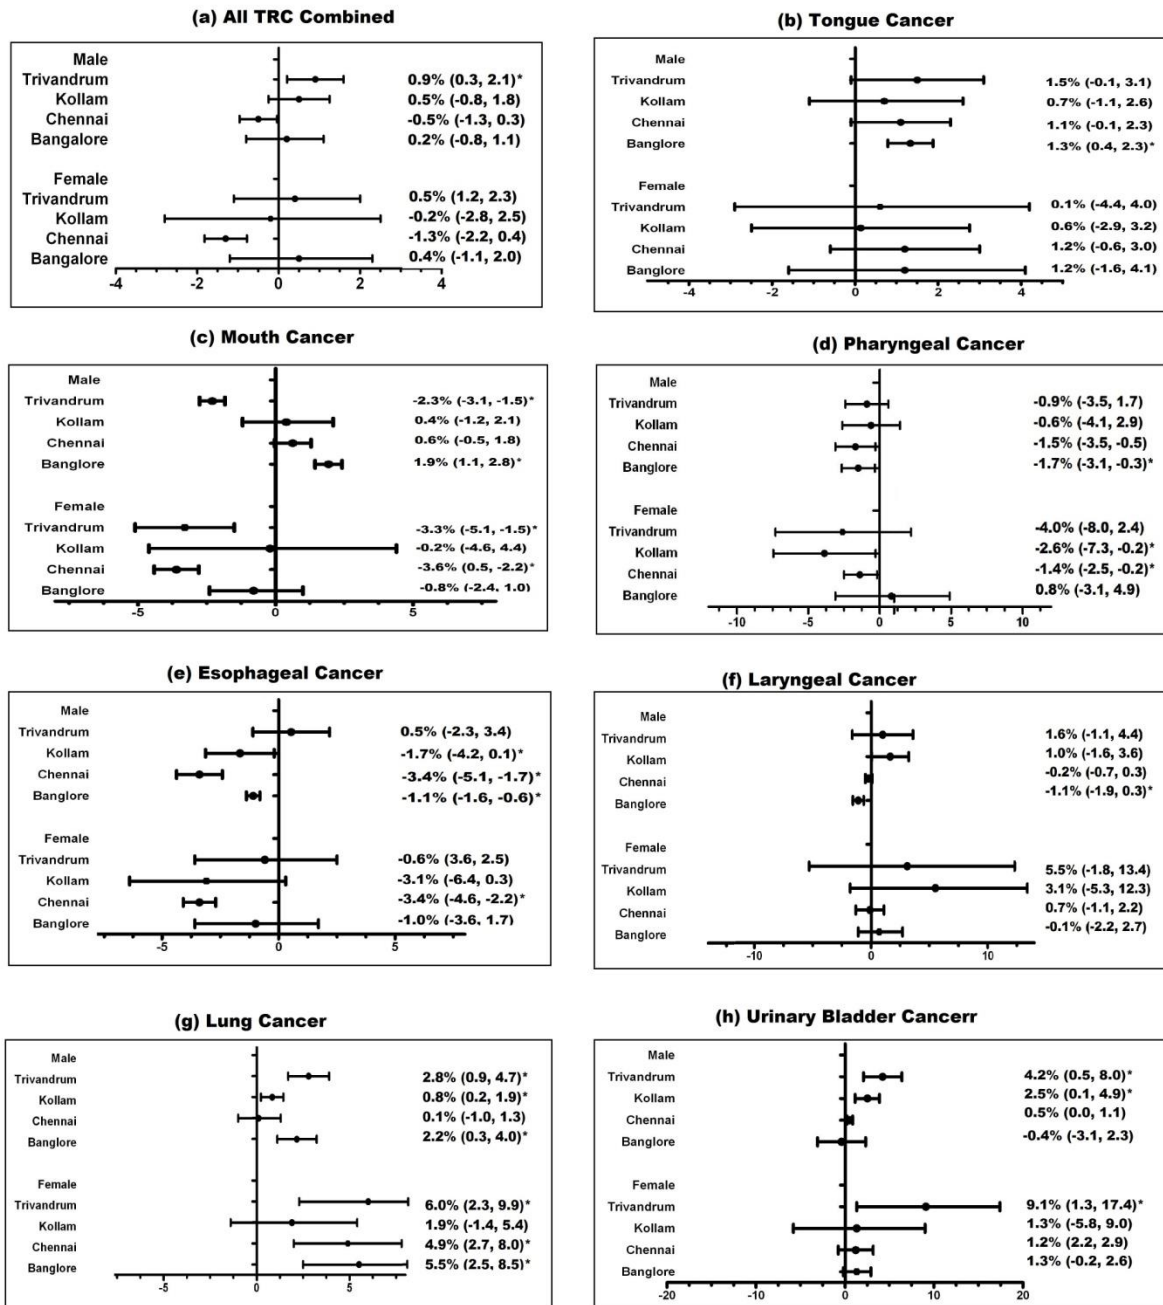 (a) All TRC Combined
Male
Trivandrum 0.9% (0.3, 2.1)*
Kollam 0.5% (-0.8, 1.8)
Chennai -0.5% (-1.3, 0.3)
Bangalore 0.2% (-0.8, 1.1)
Female
Trivandrum 0.5% (1.2, 2.3)
Kollam -0.2% (-2.8, 2.5)
Chennai -1.3% (-2.2, 0.4)
Bangalore 0.4% (-1.1, 2.0)
-4 -2 0 2 4
(b) Tongue Cancer
Male
Trivandrum 1.5% (-0.1, 3.1)
Kollam 0.7% (-1.1, 2.6)
Chennai 1.1% (-0.1, 2.3)
Banglore 1.3% (0.4, 2.3)*
Female
Trivandrum 0.1% (-4.4, 4.0)
Kollam 0.6% (-2.9, 3.2)
Chennai 1.2% (-0.6, 3.0)
Banglore 1.2% (-1.6, 4.1)
-4 -2 0 2 4
(c) Mouth Cancer
Male
Trivandrum -2.3% (-3.1, -1.5)*
Kollam 0.4% (-1.2, 2.1)
Chennai 0.6% (-0.5, 1.8)
Banglore 1.9% (1.1, 2.8)*
Female
Trivandrum -3.3% (-5.1, -1.5)*
Kollam -0.2% (-4.6, 4.4)
Chennai -3.6% (0.5, -2.2)*
Banglore -0.8% (-2.4, 1.0)
-5 0 5
(d) Pharyngeal Cancer
Male
Trivandrum -0.9% (-3.5, 1.7)
Kollam -0.6% (-4.1, 2.9)
Chennai -1.5% (-3.5, -0.5)
Banglore -1.7% (-3.1, -0.3)*
Female
Trivandrum -4.0% (-8.0, 2.4)
Kollam -2.6% (-7.3, -0.2)*
Chennai -1.4% (-2.5, -0.2)*
Banglore 0.8% (-3.1, 4.9)
-10 -5 0 5 10
(e) Esophageal Cancer
Male
Trivandrum 0.5% (-2.3, 3.4)
Kollam -1.7% (-4.2, 0.1)*
Chennai -3.4% (-5.1, -1.7)*
Banglore -1.1% (-1.6, -0.6)*
Female
Trivandrum -0.6% (3.6, 2.5)
Kollam -3.1% (-6.4, 0.3)
Chennai -3.4% (-4.6, -2.2)*
Banglore -1.0% (-3.6, 1.7)
-5 0 5
(f) Laryngeal Cancer
Male
Trivandrum 1.6% (-1.1, 4.4)
Kollam 1.0% (-1.6, 3.6)
Chennai -0.2% (-0.7, 0.3)
Banglore -1.1% (-1.9, 0.3)*
Female
Trivandrum 5.5% (-1.8, 13.4)
Kollam 3.1% (-5.3, 12.3)
Chennai 0.7% (-1.1, 2.2)
Banglore -0.1% (-2.2, 2.7)
-10 0 10
(g) Lung Cancer
Male
Trivandrum 2.8% (0.9, 4.7)*
Kollam 0.8% (0.2, 1.9)*
Chennai 0.1% (-1.0, 1.3)
Banglore 2.2% (0.3, 4.0)*
Female
Trivandrum 6.0% (2.3, 9.9)*
Kollam 1.9% (-1.4, 5.4)
Chennai 4.9% (2.7, 8.0)*
Banglore 5.5% (2.5, 8.5)*
-5 0 5
(h) Urinary Bladder Cancerr
Male
Trivandrum 4.2% (0.5, 8.0)*
Kollam 2.5% (0.1, 4.9)*
Chennai 0.5% (0.0, 1.1)
Banglore -0.4% (-3.1, 2.3)
Female
Trivandrum 9.1% (1.3, 17.4)*
Kollam 1.3% (-5.8, 9.0)
Chennai 1.2% (2.2, 2.9)
Banglore 1.3% (-0.2, 2.6)
-20 -10 0 10 20